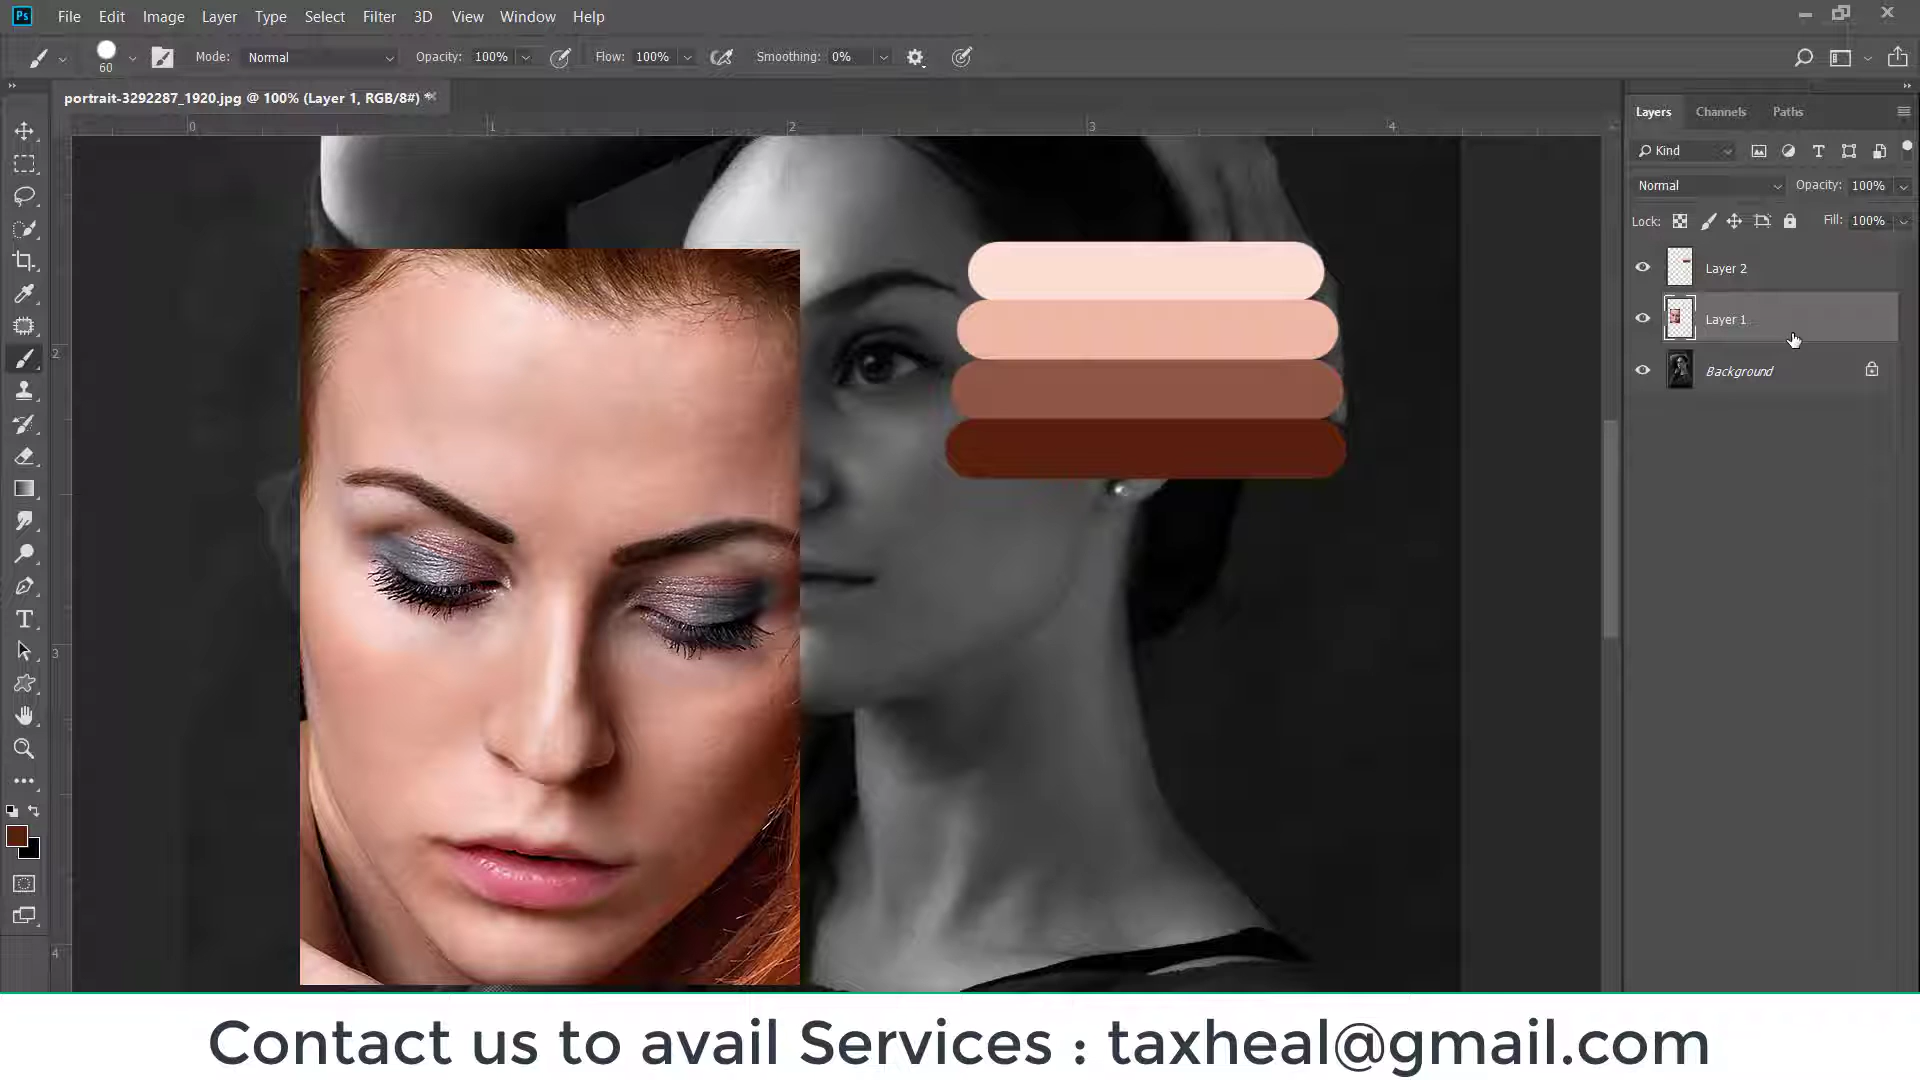 Ps File Edit Image Layer Type Select Filter 3D View Window Help
60 Mode: Normal Opacity: 100% Flow: 100% Smoothing: 0%
portrait-3292287_1920.jpg @ 100% (Layer 1, RGB/8#) *
0 1 2 3 4
2
3
4
Layers Channels Paths
Kind
Normal Opacity: 100%
Lock: Fill: 100%
Layer 2
Layer 1
Background
Contact us to avail Services : taxheal@gmail.com